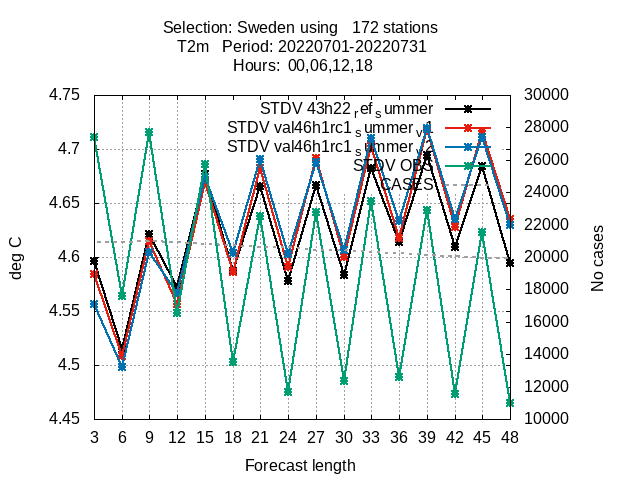 Selection: Sweden using   172 stations
T2m   Period: 20220701-20220731
Hours:  00,06,12,18
4.75
4.7
4.65
4.6
4.55
4.5
4.45
deg C
STDV 43h22_ref_summer
STDV val46h1rc1_summer_v1
STDV val46h1rc1_summer_v2
STDV OBS
CASES
30000
28000
26000
24000
22000
20000
18000
16000
14000
12000
10000
No cases
3 6 9 12 15 18 21 24 27 30 33 36 39 42 45 48
Forecast length